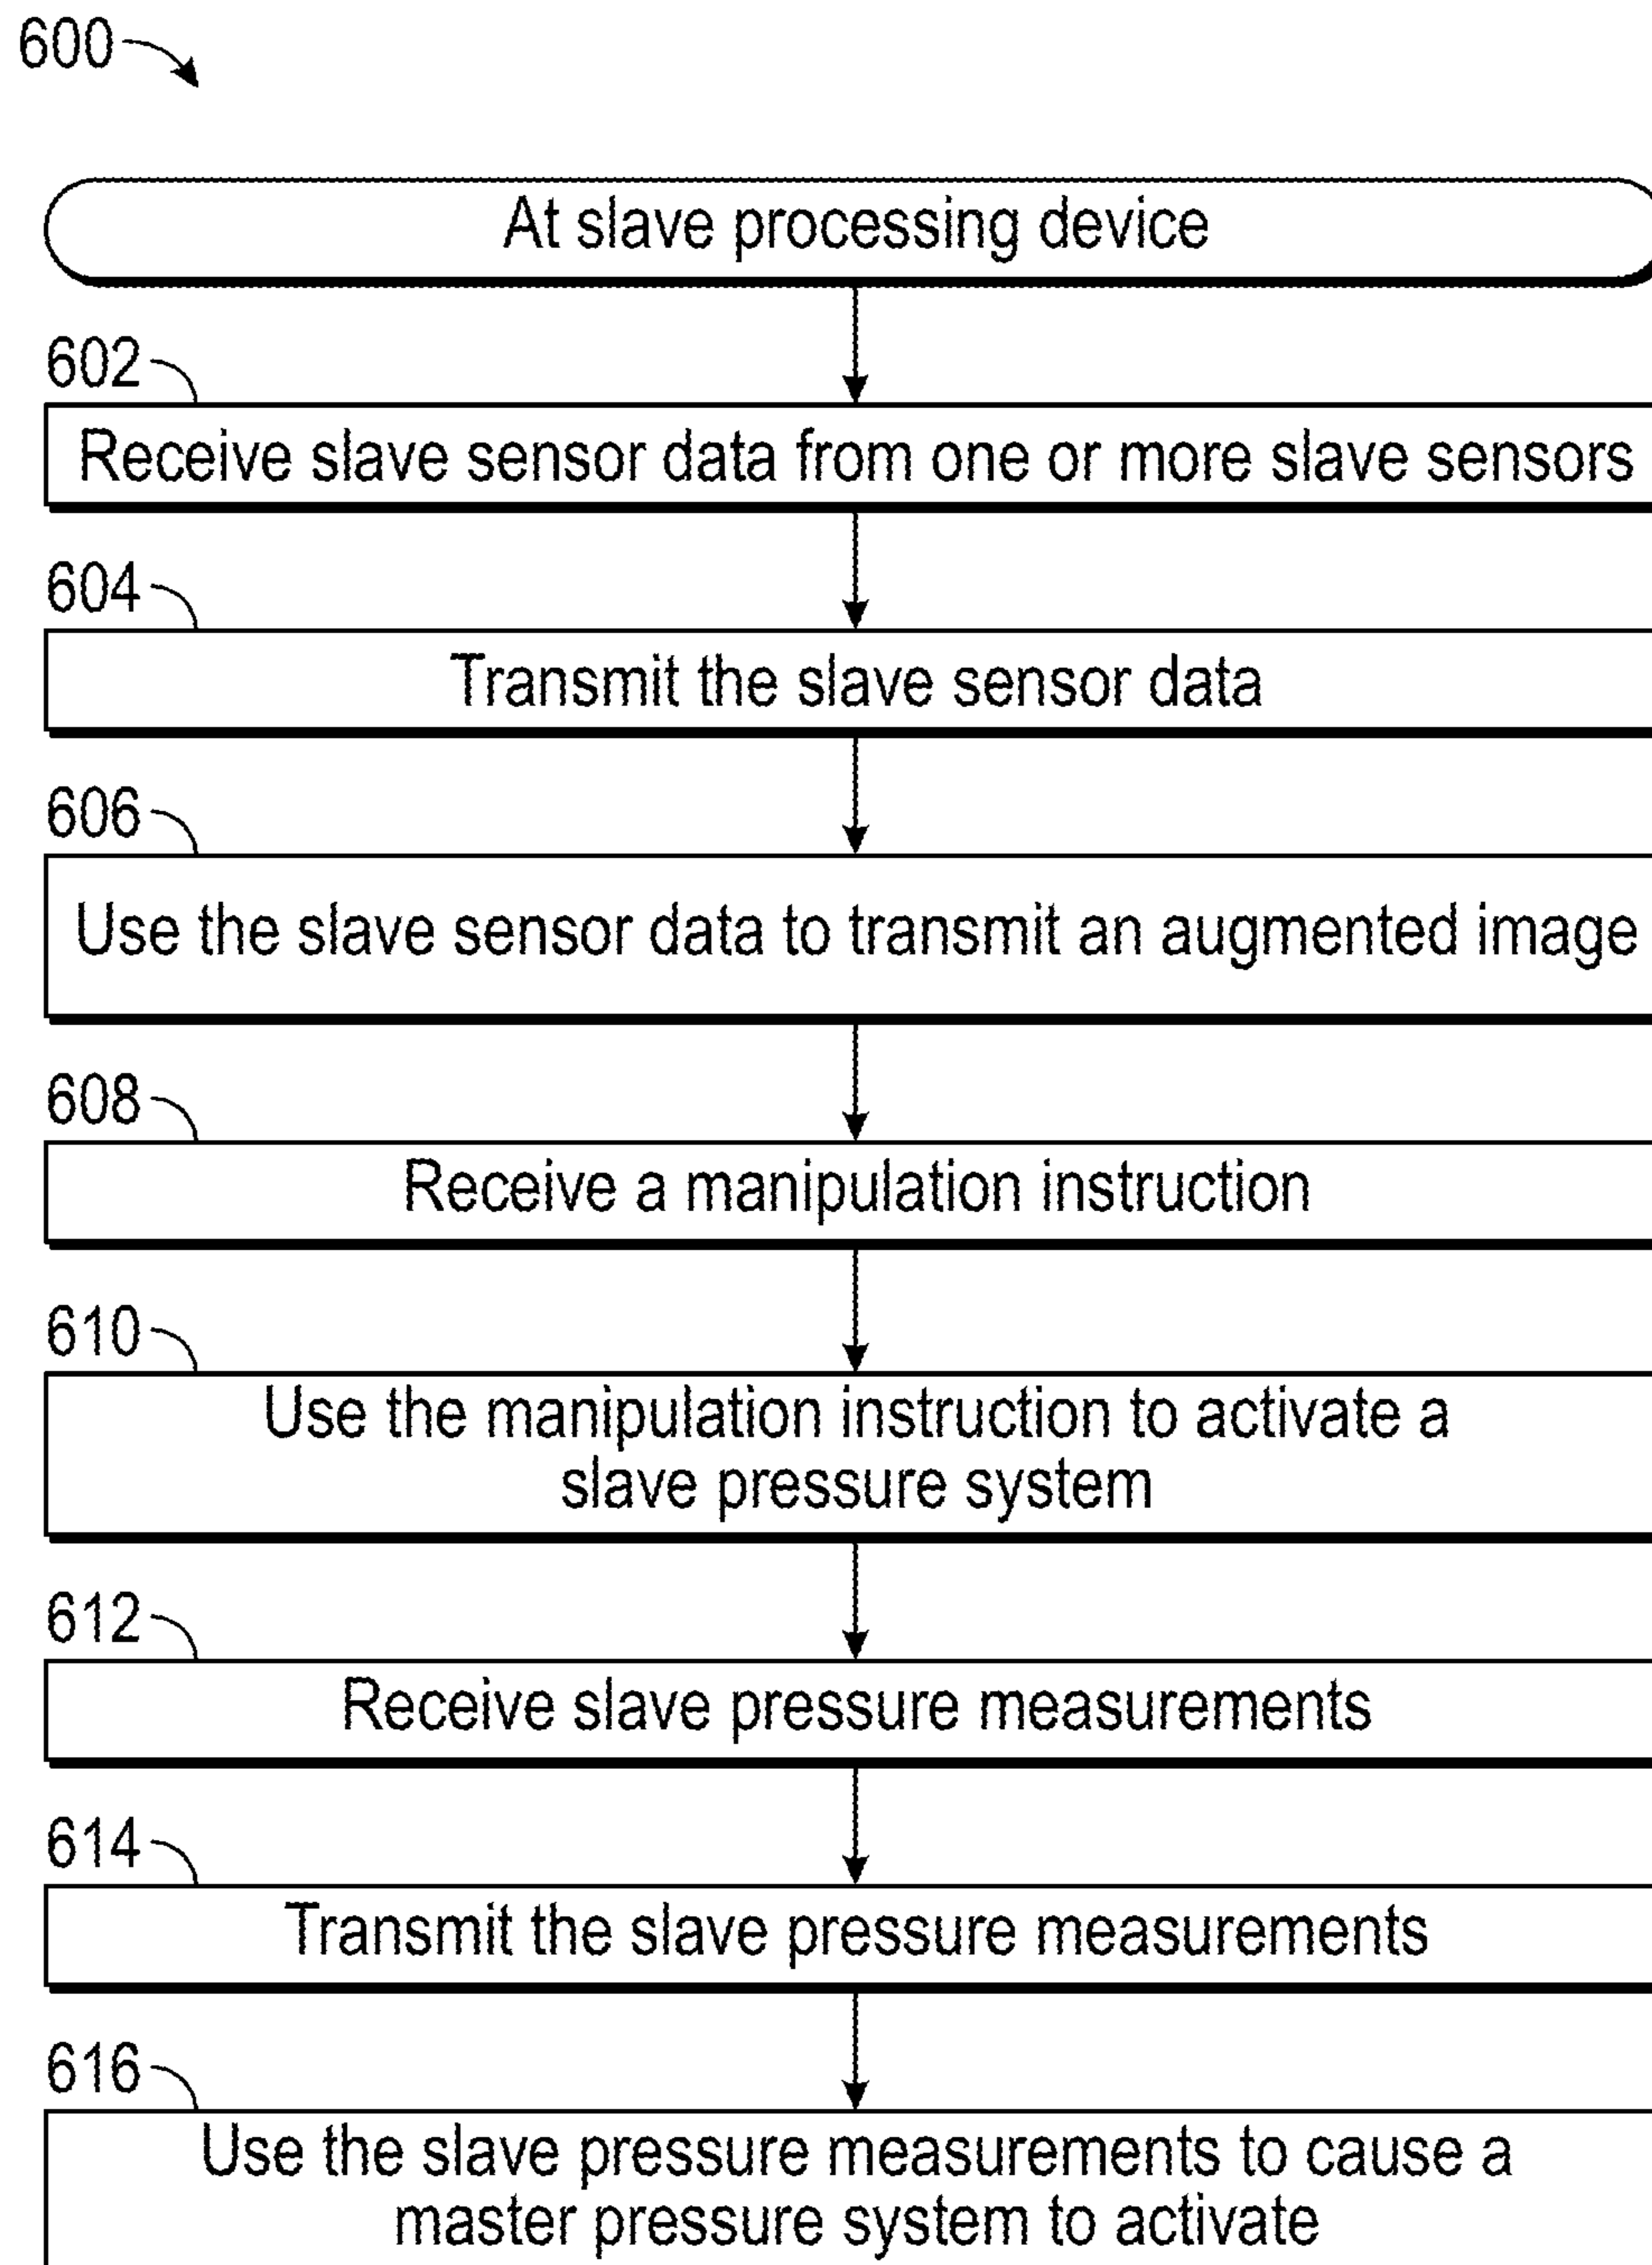 600
At slave processing device
602
Receive slave sensor data from one or more slave sensors
604
Transmit the slave sensor data
606
Use the slave sensor data to transmit an augmented image
608
Receive a manipulation instruction
610
Use the manipulation instruction to activate a
slave pressure system
612
Receive slave pressure measurements
614
Transmit the slave pressure measurements
616
Use the slave pressure measurements to cause a
master pressure system to activate